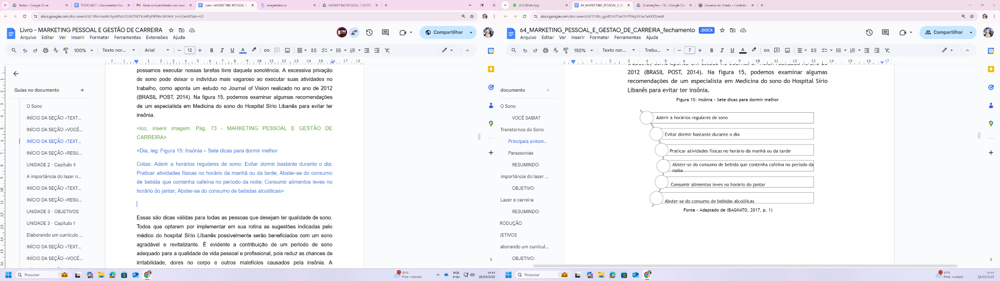 Textos - Google Drive
TEXTO MST - Documentos Goo
Pasta compartilhada com você
Livro - MARKETING PESSOAL E
imagetotext.io
MARKETING PESSOAL E GESTÃ
(44) WhatsApp
64_MARKETING_PESSOAL_E_GE
Orientações - FIC - Google Driv
Governo do Estado - Controle
Livro - MARKETING PESSOAL E GESTÃO DE CARREIRA
Arquivo Editar Ver Inserir Formatar Ferramentas Extensões Ajuda
Compartilhar
100% Texto nor... Arial 12
Guias no documento
O Sono
INÍCIO DA SEÇÃO <TEXT...
INÍCIO DA SEÇÃO <VOCÊ...
INÍCIO DA SEÇÃO <TEXT...
INÍCIO DA SEÇÃO <RESU...
UNIDADE 2 - Capítulo 4
A importância do lazer n...
INÍCIO DA SEÇÃO <TEXT...
INÍCIO DA SEÇÃO <RESU...
UNIDADE 3 - OBJETIVOS
UNIDADE 3 - Capítulo 1
Elaborando um currículo ...
INÍCIO DA SEÇÃO <TEXT...
INÍCIO DA SEÇÃO <VOCÊ...
possamos executar nossas tarefas livre daquela sonolência. A excessiva privação
de sono pode deixar o indivíduo mais vagaroso ao executar suas atividades no
trabalho, como aponta um estudo no Journal of Vision realizado no ano de 2012
(BRASIL POST, 2014). Na figura 15, podemos examinar algumas recomendações
de um especialista em Medicina do sono do Hospital Sírio Libanês para evitar ter
insônia.
<ico, inserir imagem. Pág. 73 - MARKETING PESSOAL E GESTÃO DE
CARREIRA>
<Dia, leg: Figura 15: Insônia – Sete dicas para dormir melhor
Cotas: Aderir a horários regulares de sono; Evitar dormir bastante durante o dia;
Praticar atividades físicas no horário da manhã ou da tarde; Abster-se do consumo
de bebida que contenha cafeína no período da noite; Consumir alimentos leves no
horário do jantar; Abster-se do consumo de bebidas alcoólicas>
Essas são dicas válidas para todas as pessoas que desejam ter qualidade de sono.
Todos que optarem por implementar em sua rotina as sugestões indicadas pelo
médico do hospital Sírio Líbanês possivelmente serão beneficiados com um sono
agradável e revitalizante. É evidente a contribuição de um período de sono
adequado para a qualidade de vida pessoal e profissional, pois reduz as chances de
irritabilidade, dores no corpo e outros malefícios causados pela insônia. A
Pesquisar
27°C
Pred. nublado
POR
PTB2
14:45
28/03/2025
docs.google.com/document/d/1C40s_gpdDLVZGeGYLPRAjj3KJwZa6XX0/edit
64_MARKETING_PESSOAL_E_GESTAO_DE_CARREIRA_fechamento .DOCX
Arquivo Editar Ver Inserir Formatar Ferramentas Ajuda
Compartilhar
150% Texto nor... Trebu... 7
documento
O Sono
VOCÊ SABIA?
Transtornos do Sono
Principais sintom...
Parassonias
RESUMINDO:
importância do lazer ...
OBJETIVO:
Lazer e carreira
RESUMINDO:
RODUÇÃO
JETIVOS
aborando um currícul...
OBJETIVO:
2012 (BRASIL POST, 2014). Na figura 15, podemos examinar algumas
recomendações de um especialista em Medicina do sono do Hospital Sírio
Libanês para evitar ter insônia.
Figura 15: Insônia - Sete dicas para dormir melhor
Aderir a horários regulares de sono
Evitar dormir bastante durante o dia
Praticar atividades físicas no horário da manhã ou da tarde
Abster-se do consumo de bebida que contenha cafeína no período da
noite
Consumir alimentos leves no horário do jantar
Abster-se do consumo de bebidas alcoólicas
Fonte - Adaptado de (BAGNATO, 2017, p. 1)
Pesquisar
27°C
Pred. nublado
14:45
28/03/2025